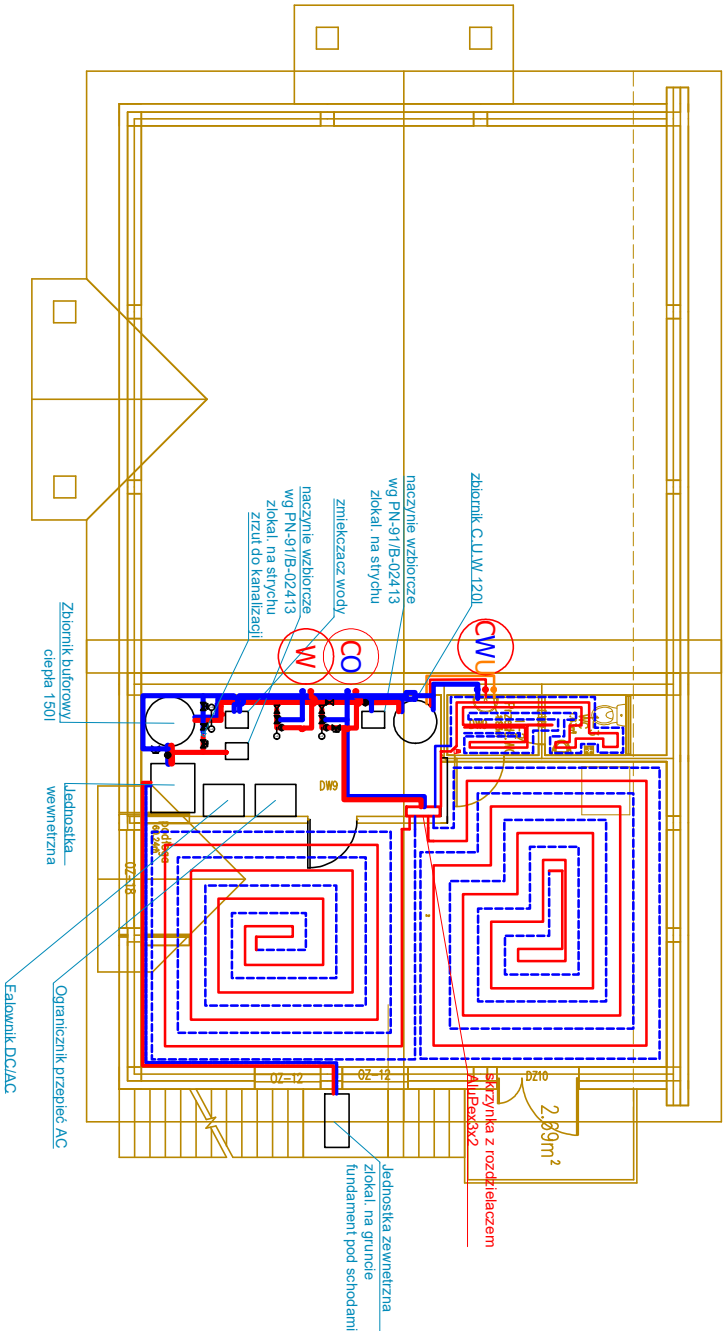 zbiornik C.U.W 120l
naczynie wzbiorcze
wg PN-91/B-02413
zlokal. na strychu
zmiekczacz wody
naczynie wzbiorcze
wg PN-91/B-02413
zlokal. na strychu
zrzut do kanalizacji
Zbiornik buforowy
ciepła 150l
Jednostka
wewnetrzna
W
CO
CWU
DW9
OZ-18
OZ-12
OZ-12
DZ10
2.69m²
skrzynka z rozdzielaczem
AluPex3x2
Jednostka zewnetrzna
zlokal. na gruncie
fundament pod schodami
Ogranicznik przepieć AC
Falownik DC/AC